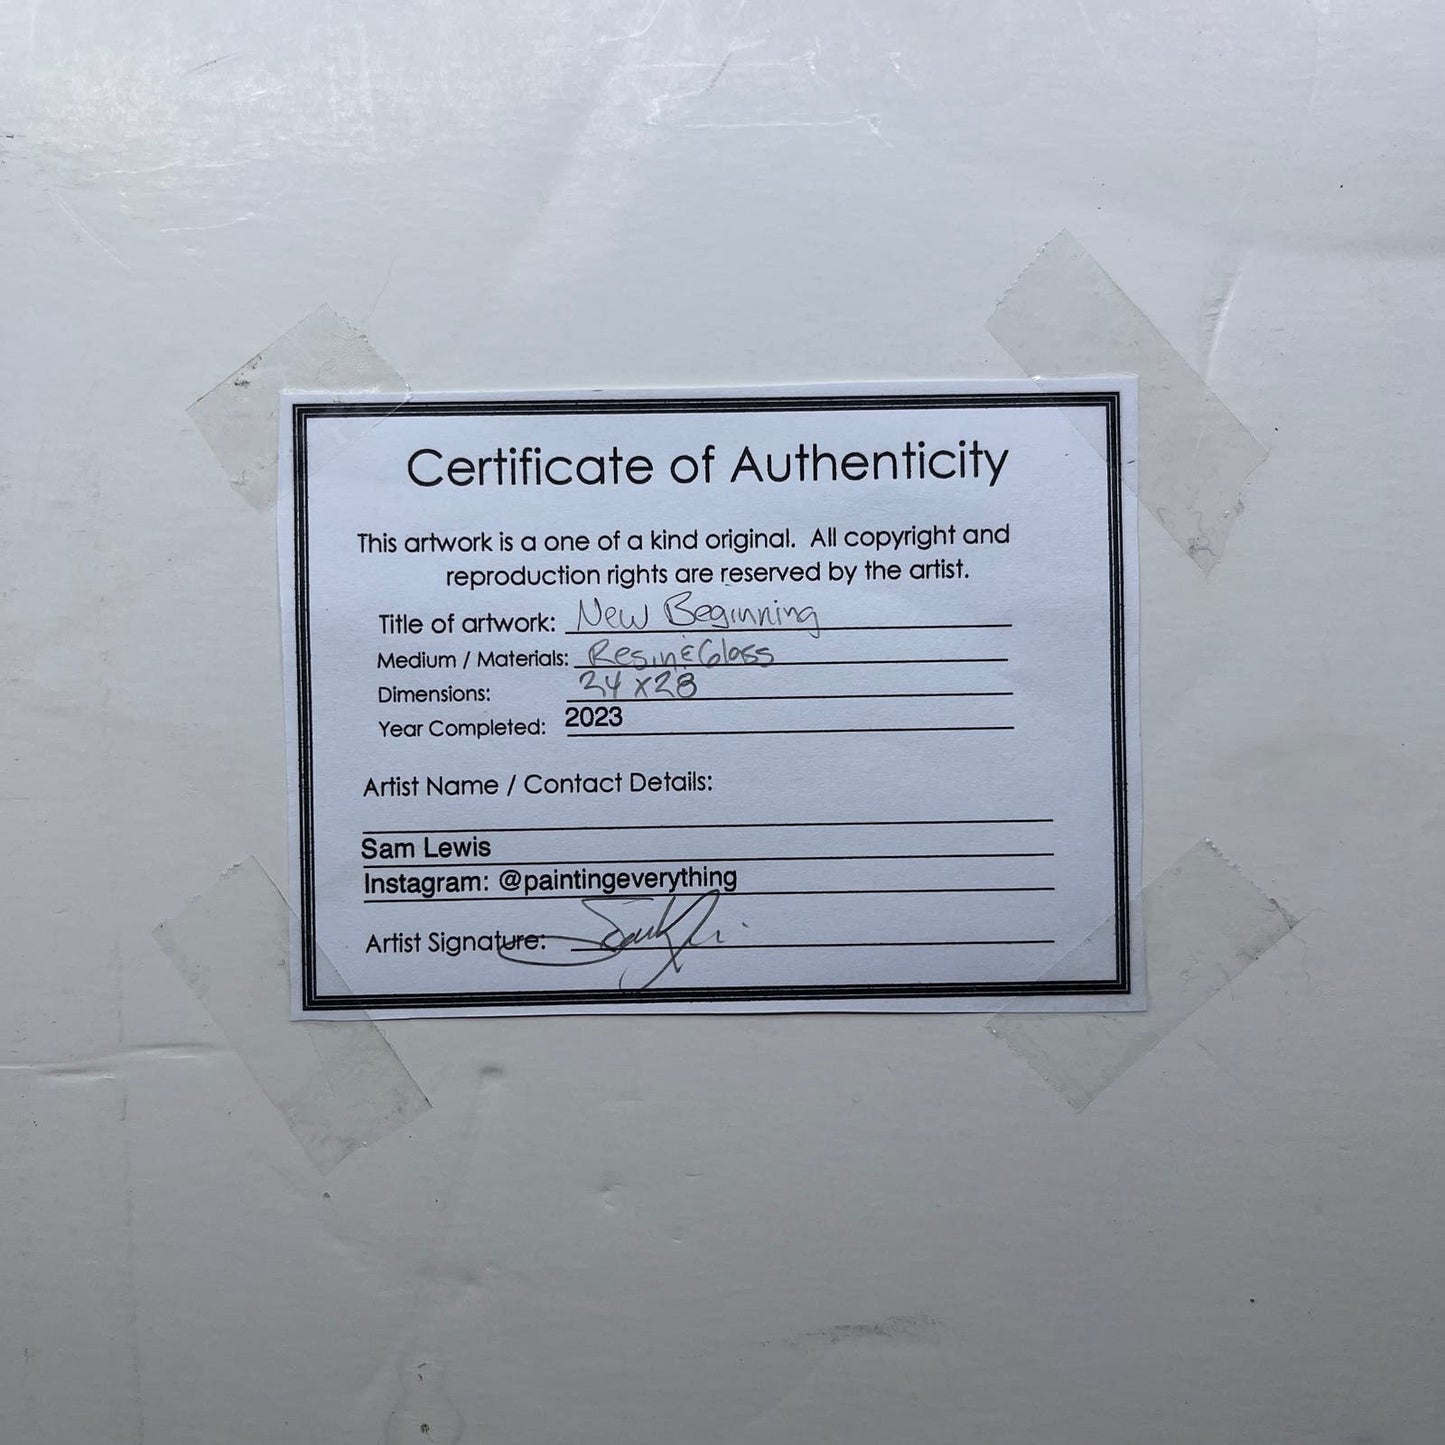 Certificate of Authenticity
This artwork is a one of a kind original. All copyright and
reproduction rights are reserved by the artist.
Title of artwork: New Beginning
Medium / Materials: Resin & Glass
Dimensions: 24 x 28
Year Completed: 2023
Artist Name / Contact Details:
Sam Lewis
Instagram: @paintingeverything
Artist Signature: